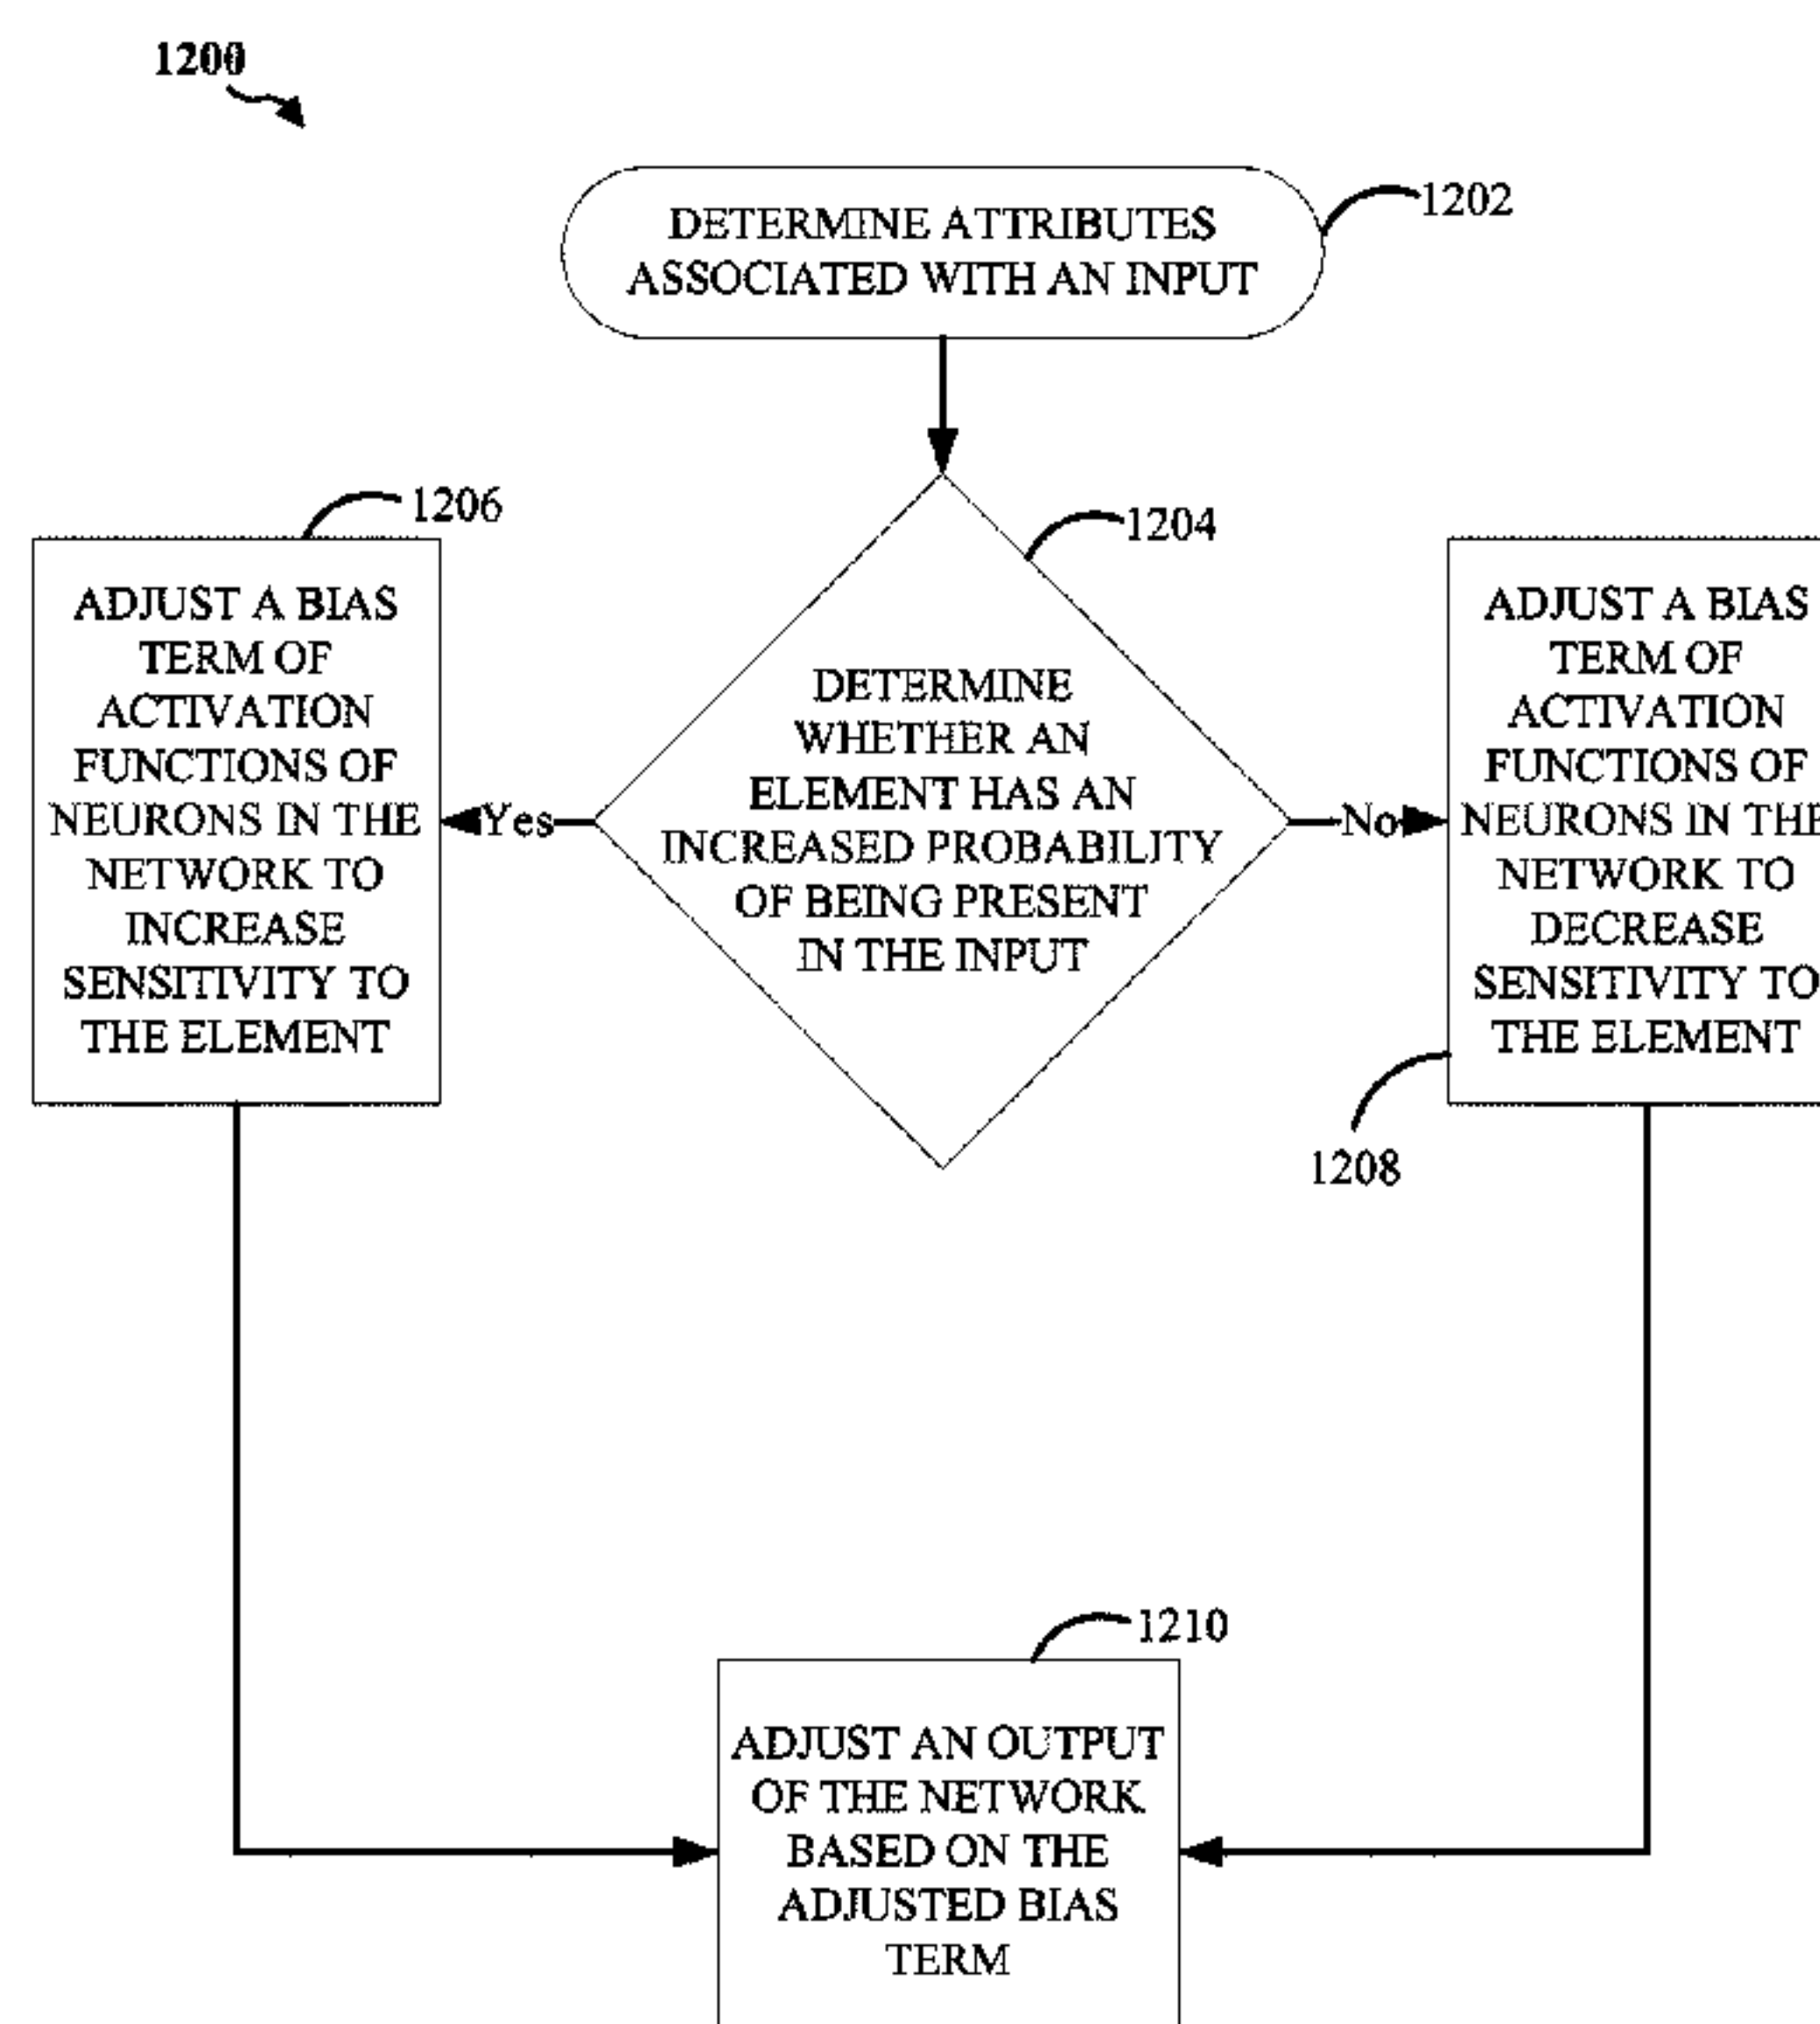 1200
DETERMINE ATTRIBUTES
ASSOCIATED WITH AN INPUT
1202
1206
ADJUST A BIAS
TERM OF
ACTIVATION
FUNCTIONS OF
NEURONS IN THE
NETWORK TO
INCREASE
SENSITIVITY TO
THE ELEMENT
Yes
1204
DETERMINE
WHETHER AN
ELEMENT HAS AN
INCREASED PROBABILITY
OF BEING PRESENT
IN THE INPUT
No
ADJUST A BIAS
TERM OF
ACTIVATION
FUNCTIONS OF
NEURONS IN THE
NETWORK TO
DECREASE
SENSITIVITY TO
THE ELEMENT
1208
1210
ADJUST AN OUTPUT
OF THE NETWORK
BASED ON THE
ADJUSTED BIAS
TERM